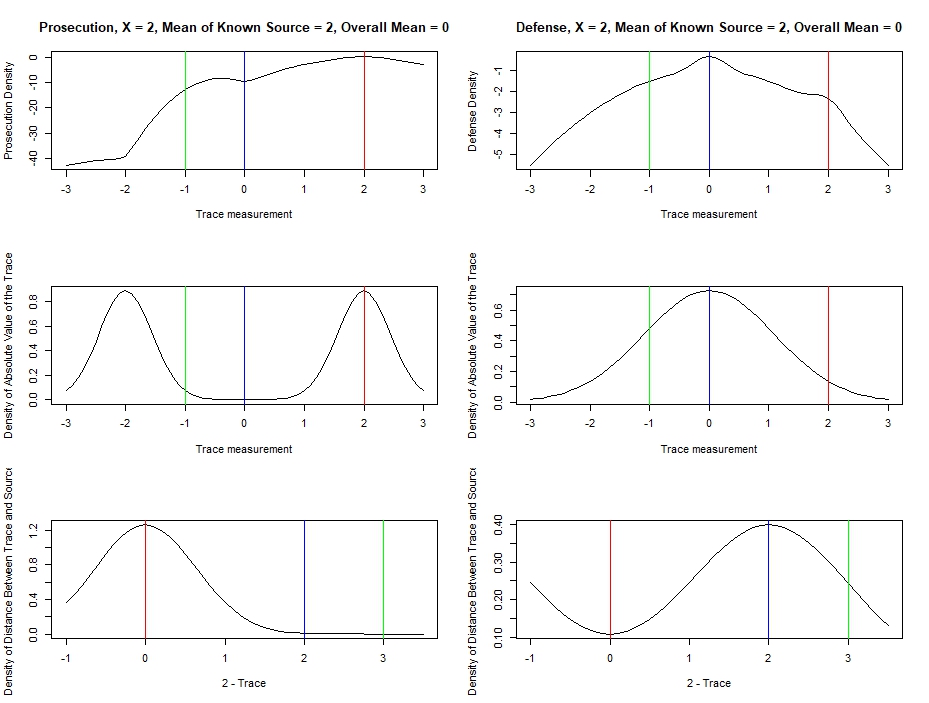 Prosecution, X = 2, Mean of Known Source = 2, Overall Mean = 0
Prosecution Density
0
-10
-20
-30
-40
-3 -2 -1 0 1 2 3
Trace measurement
Defense, X = 2, Mean of Known Source = 2, Overall Mean = 0
Defense Density
-1
-2
-3
-4
-5
-3 -2 -1 0 1 2 3
Trace measurement
Density of Absolute Value of the Trace
0.8
0.6
0.4
0.2
0.0
-3 -2 -1 0 1 2 3
Trace measurement
Density of Absolute Value of the Trace
0.6
0.4
0.2
0.0
-3 -2 -1 0 1 2 3
Trace measurement
Density of Distance Between Trace and Source
1.2
0.8
0.4
0.0
-1 0 1 2 3
2 - Trace
Density of Distance Between Trace and Source
0.40
0.30
0.20
0.10
-1 0 1 2 3
2 - Trace